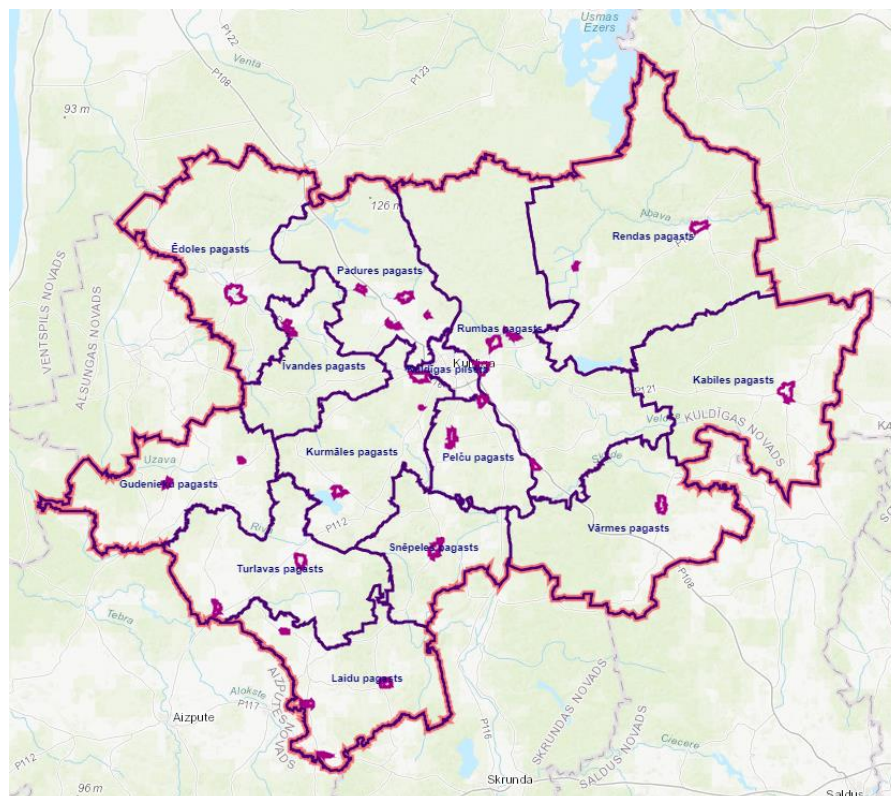 Usmas
Ezers
P122
P108
Venta
P123
93 m
126 m
Abava
Ēdoles pagasts
Rendas pagasts
Padures pagasts
VENTSPILS NOVADS
ALSUNGAS NOVADS
Rumbas pagasts
Īvandes pagasts
Kabiles pagasts
P121
KULDĪGAS NOVADS
K4
Kurmāles pagasts
Pelču pagasts
Uzava
Gudenieku pagasts
P112
Vārmes pagasts
Riv
Snēpeles pagasts
Turlavas pagasts
P108
Tebra
Laidu pagasts
Alokste
P117
AIZPUTES NOVADS
Aizpute
P116
SKRUNDAS NOVADS
SALDUS NOVADS
Ciecere
P112
96 m
Skrunda
Saldus